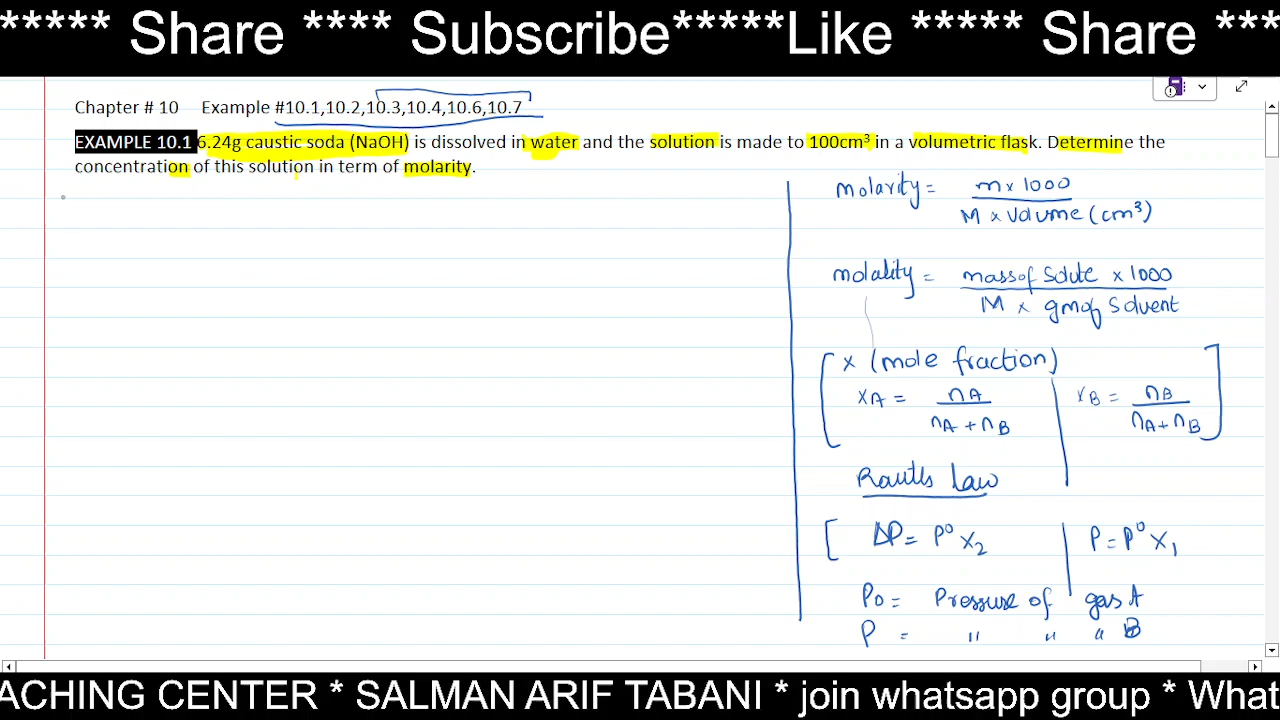 ***** Share **** Subscribe*****Like ***** Share ***
Chapter # 10 Example #10.1,10.2,10.3,10.4,10.6,10.7
EXAMPLE 10.1 6.24g caustic soda (NaOH) is dissolved in water and the solution is made to 100cm³ in a volumetric flask. Determine the
concentration of this solution in term of molarity.
molarity = m x 1000
M x volume (cm³)
molality = mass of Solute x 1000
M x gm of Solvent
x (mole fraction)
xA = nA xB = nB
nA + nB nA + nB
Raults Law
ΔP = P⁰ x₂ P = P⁰ x₁
P₀ = Pressure of gas A
P = " " " B
ACHING CENTER * SALMAN ARIF TABANI * join whatsapp group * What